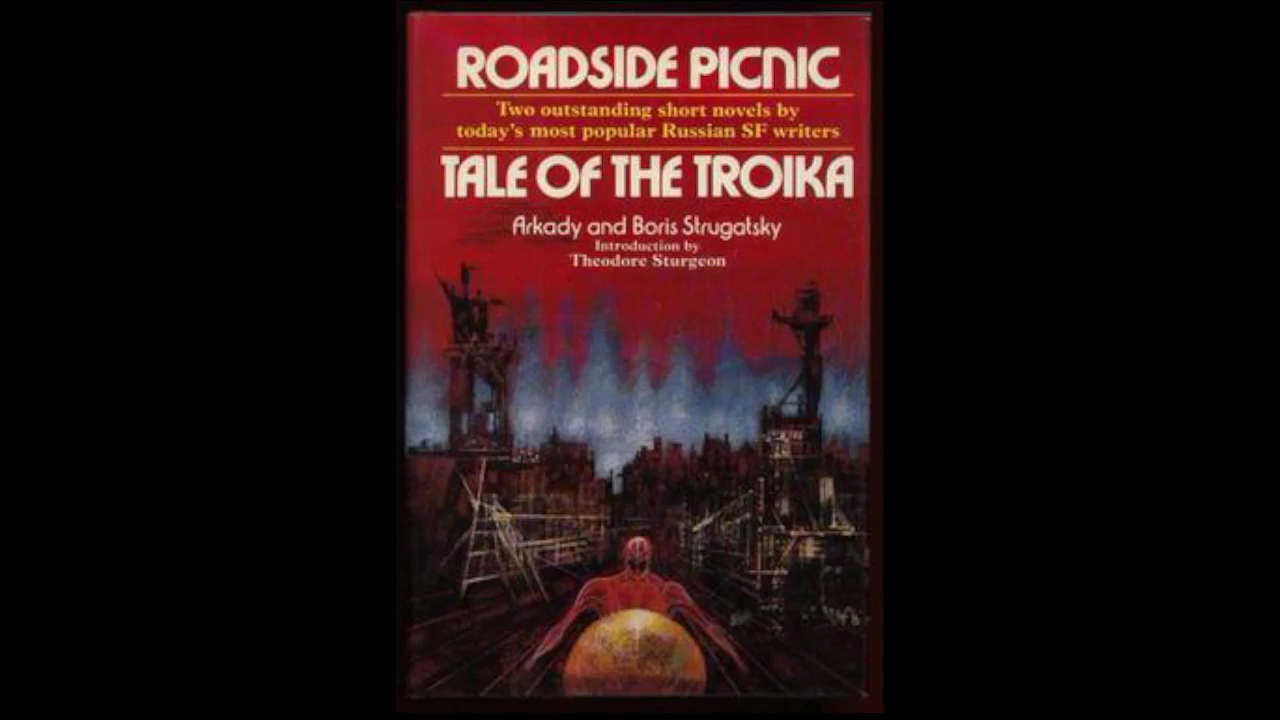 ROADSIDE PICNIC
Two outstanding short novels by
today's most popular Russian SF writers
TALE OF THE TROIKA
Arkady and Boris Strugatsky
Introduction by
Theodore Sturgeon